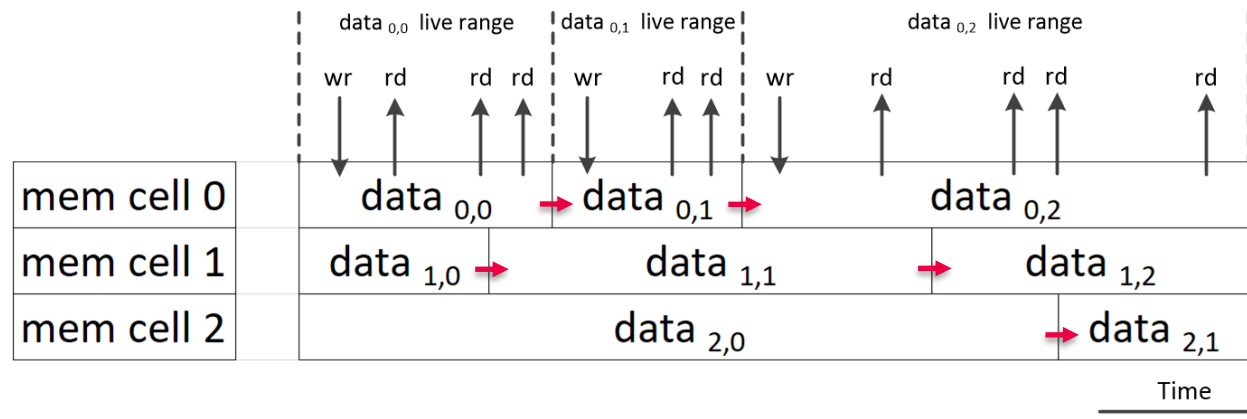 data 0,0 live range data 0,1 live range data 0,2 live range
wr rd rd rd wr rd rd wr rd rd rd rd
mem cell 0 data 0,0 data 0,1 data 0,2
mem cell 1 data 1,0 data 1,1 data 1,2
mem cell 2 data 2,0 data 2,1
Time